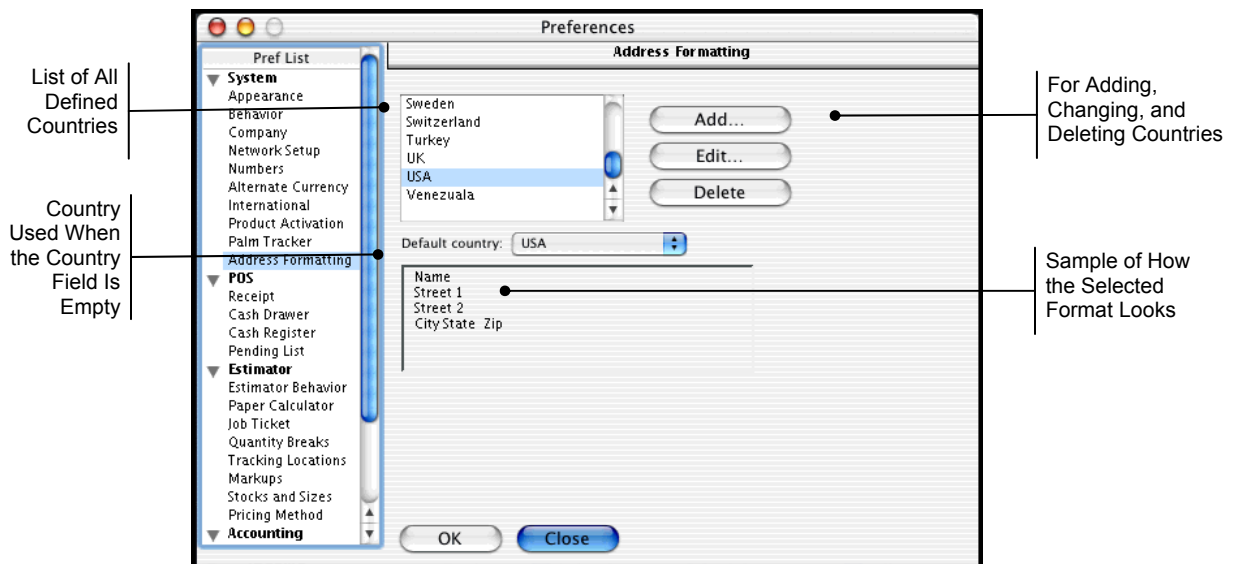 Preferences
Pref List
System
Appearance
Behavior
Company
Network Setup
Numbers
Alternate Currency
International
Product Activation
Palm Tracker
Address Formatting
POS
Receipt
Cash Drawer
Cash Register
Pending List
Estimator
Estimator Behavior
Paper Calculator
Job Ticket
Quantity Breaks
Tracking Locations
Markups
Stocks and Sizes
Pricing Method
Accounting
Address Formatting
Sweden
Switzerland
Turkey
UK
USA
Venezuala
Add...
Edit...
Delete
Default country: USA
Name
Street 1
Street 2
City State Zip
OK
Close
List of All
Defined
Countries
Country
Used When
the Country
Field Is
Empty
For Adding,
Changing, and
Deleting Countries
Sample of How
the Selected
Format Looks